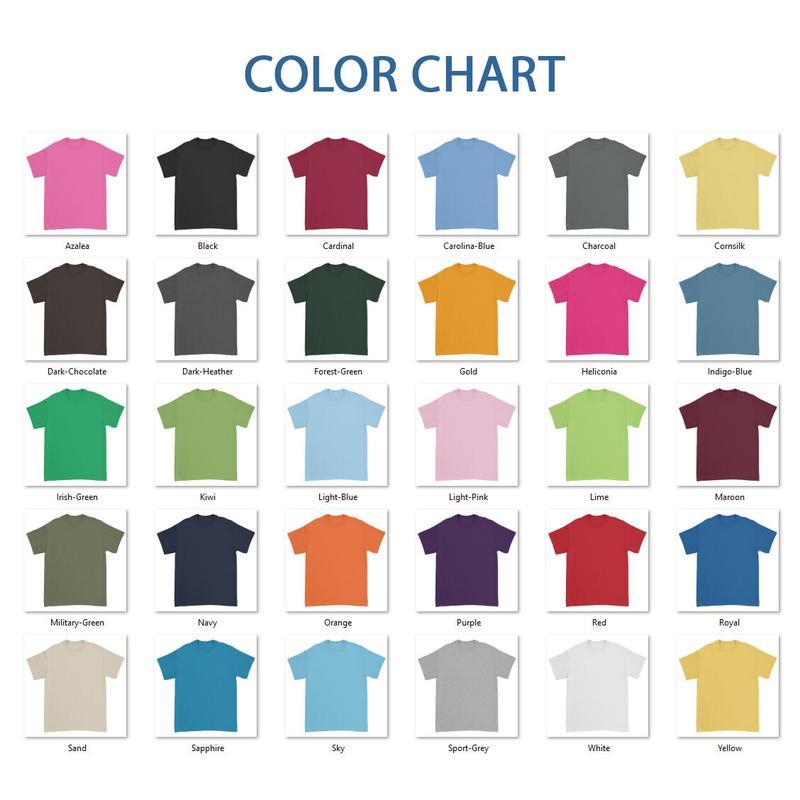 COLOR CHART
Azalea
Black
Cardinal
Carolina-Blue
Charcoal
Cornsilk
Dark-Chocolate
Dark-Heather
Forest-Green
Gold
Heliconia
Indigo-Blue
Irish-Green
Kiwi
Light-Blue
Light-Pink
Lime
Maroon
Military-Green
Navy
Orange
Purple
Red
Royal
Sand
Sapphire
Sky
Sport-Grey
White
Yellow